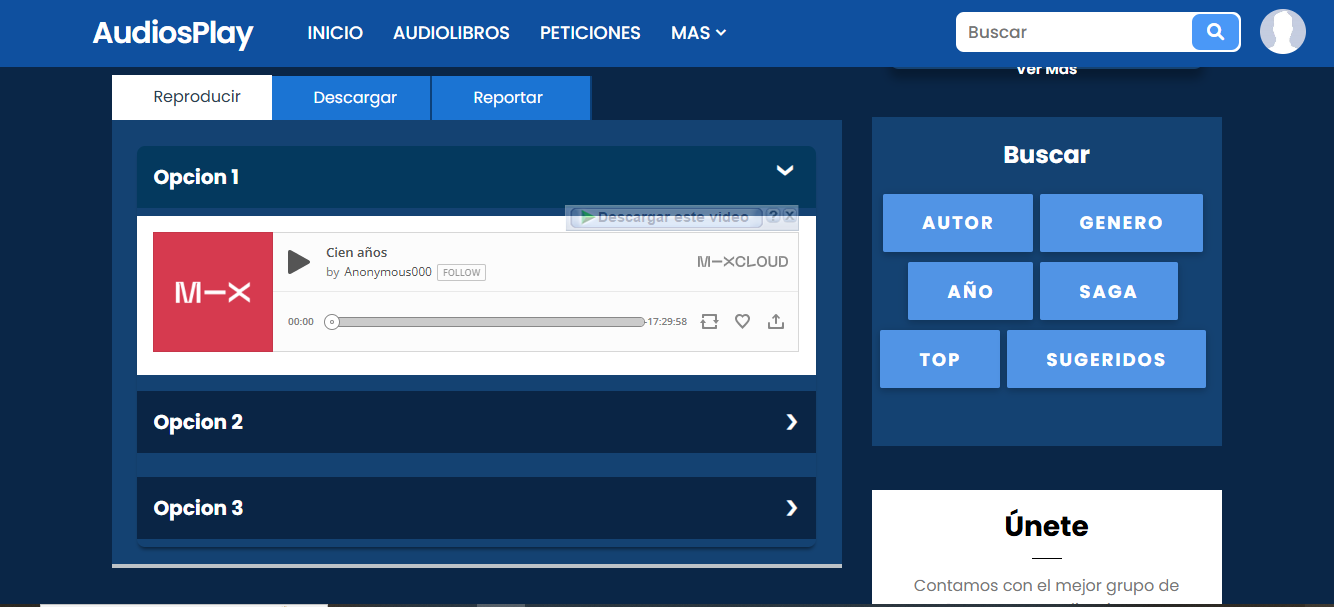 AudiosPlay INICIO AUDIOLIBROS PETICIONES MAS Buscar
Ver Mas
Reproducir Descargar Reportar
Opcion 1
Descargar este video ? X
M-X
Cien años
by Anonymous000 FOLLOW
M-XCLOUD
00:00 -17:29:58
Opcion 2
Opcion 3
Buscar
AUTOR GENERO
AÑO SAGA
TOP SUGERIDOS
Únete
Contamos con el mejor grupo de